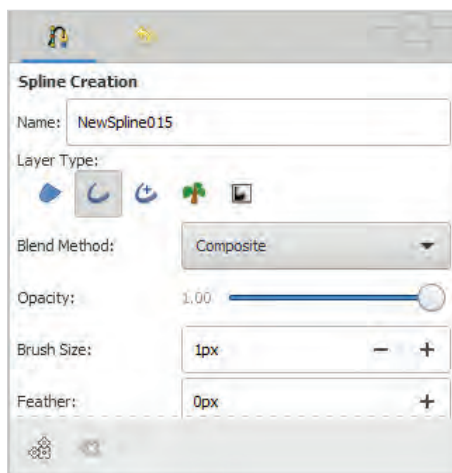 Spline Creation
Name: NewSpline015
Layer Type:
Blend Method: Composite
Opacity: 1.00
Brush Size: 1px − +
Feather: 0px +